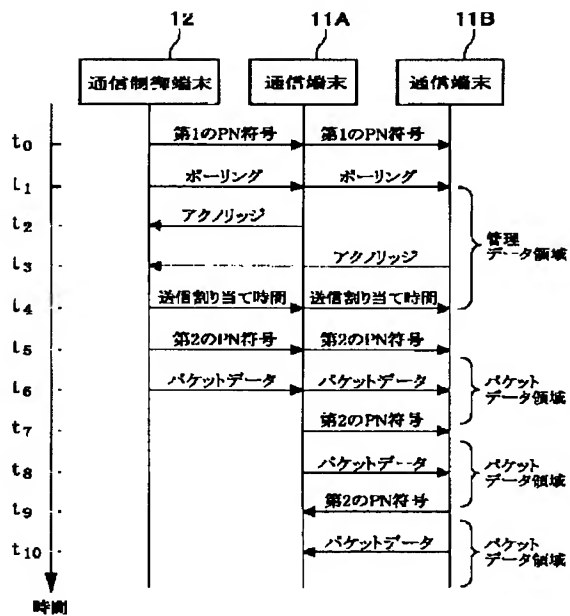 12 11A 11B
通信制御端末 通信端末 通信端末
t0 第1のPN符号 第1のPN符号
t1 ポーリング ポーリング
t2 アクノリッジ
管理
データ領域
t3 アクノリッジ
t4 送信割り当て時間 送信割り当て時間
t5 第2のPN符号 第2のPN符号
t6 パケットデータ パケットデータ
パケット
データ領域
t7 第2のPN符号
t8 パケットデータ
パケット
データ領域
t9 第2のPN符号
t10 パケットデータ
パケット
データ領域
時間